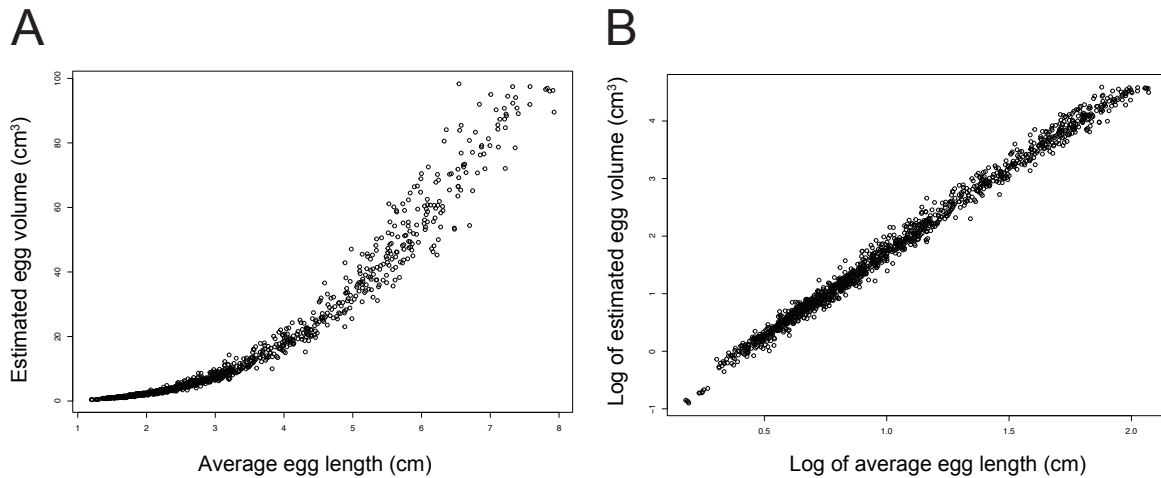 A
Estimated egg volume (cm³)
100
80
60
40
20
0
1 2 3 4 5 6 7 8
Average egg length (cm)
B
Log of estimated egg volume (cm³)
4
3
2
1
0
−1
0.5 1.0 1.5 2.0
Log of average egg length (cm)